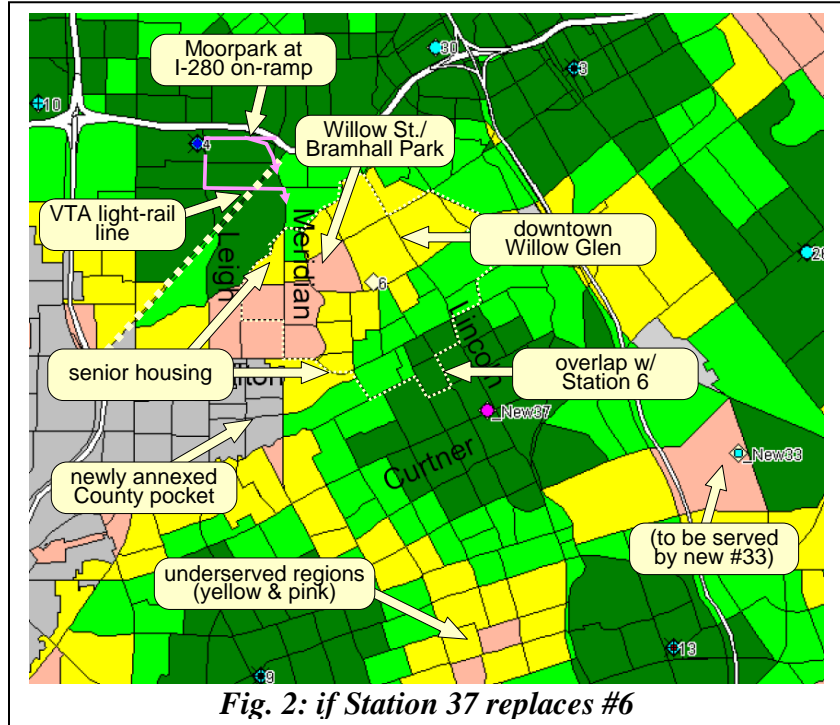 Moorpark at
I-280 on-ramp
30
3
10
4
Willow St./
Bramhall Park
VTA light-rail
line
Leigh
Meridian
downtown
Willow Glen
28
6
Lincoln
senior housing
overlap w/
Station 6
_New37
Curtner
newly annexed
County pocket
_New33
(to be served
by new #33)
underserved regions
(yellow & pink)
13
9
Fig. 2: if Station 37 replaces #6